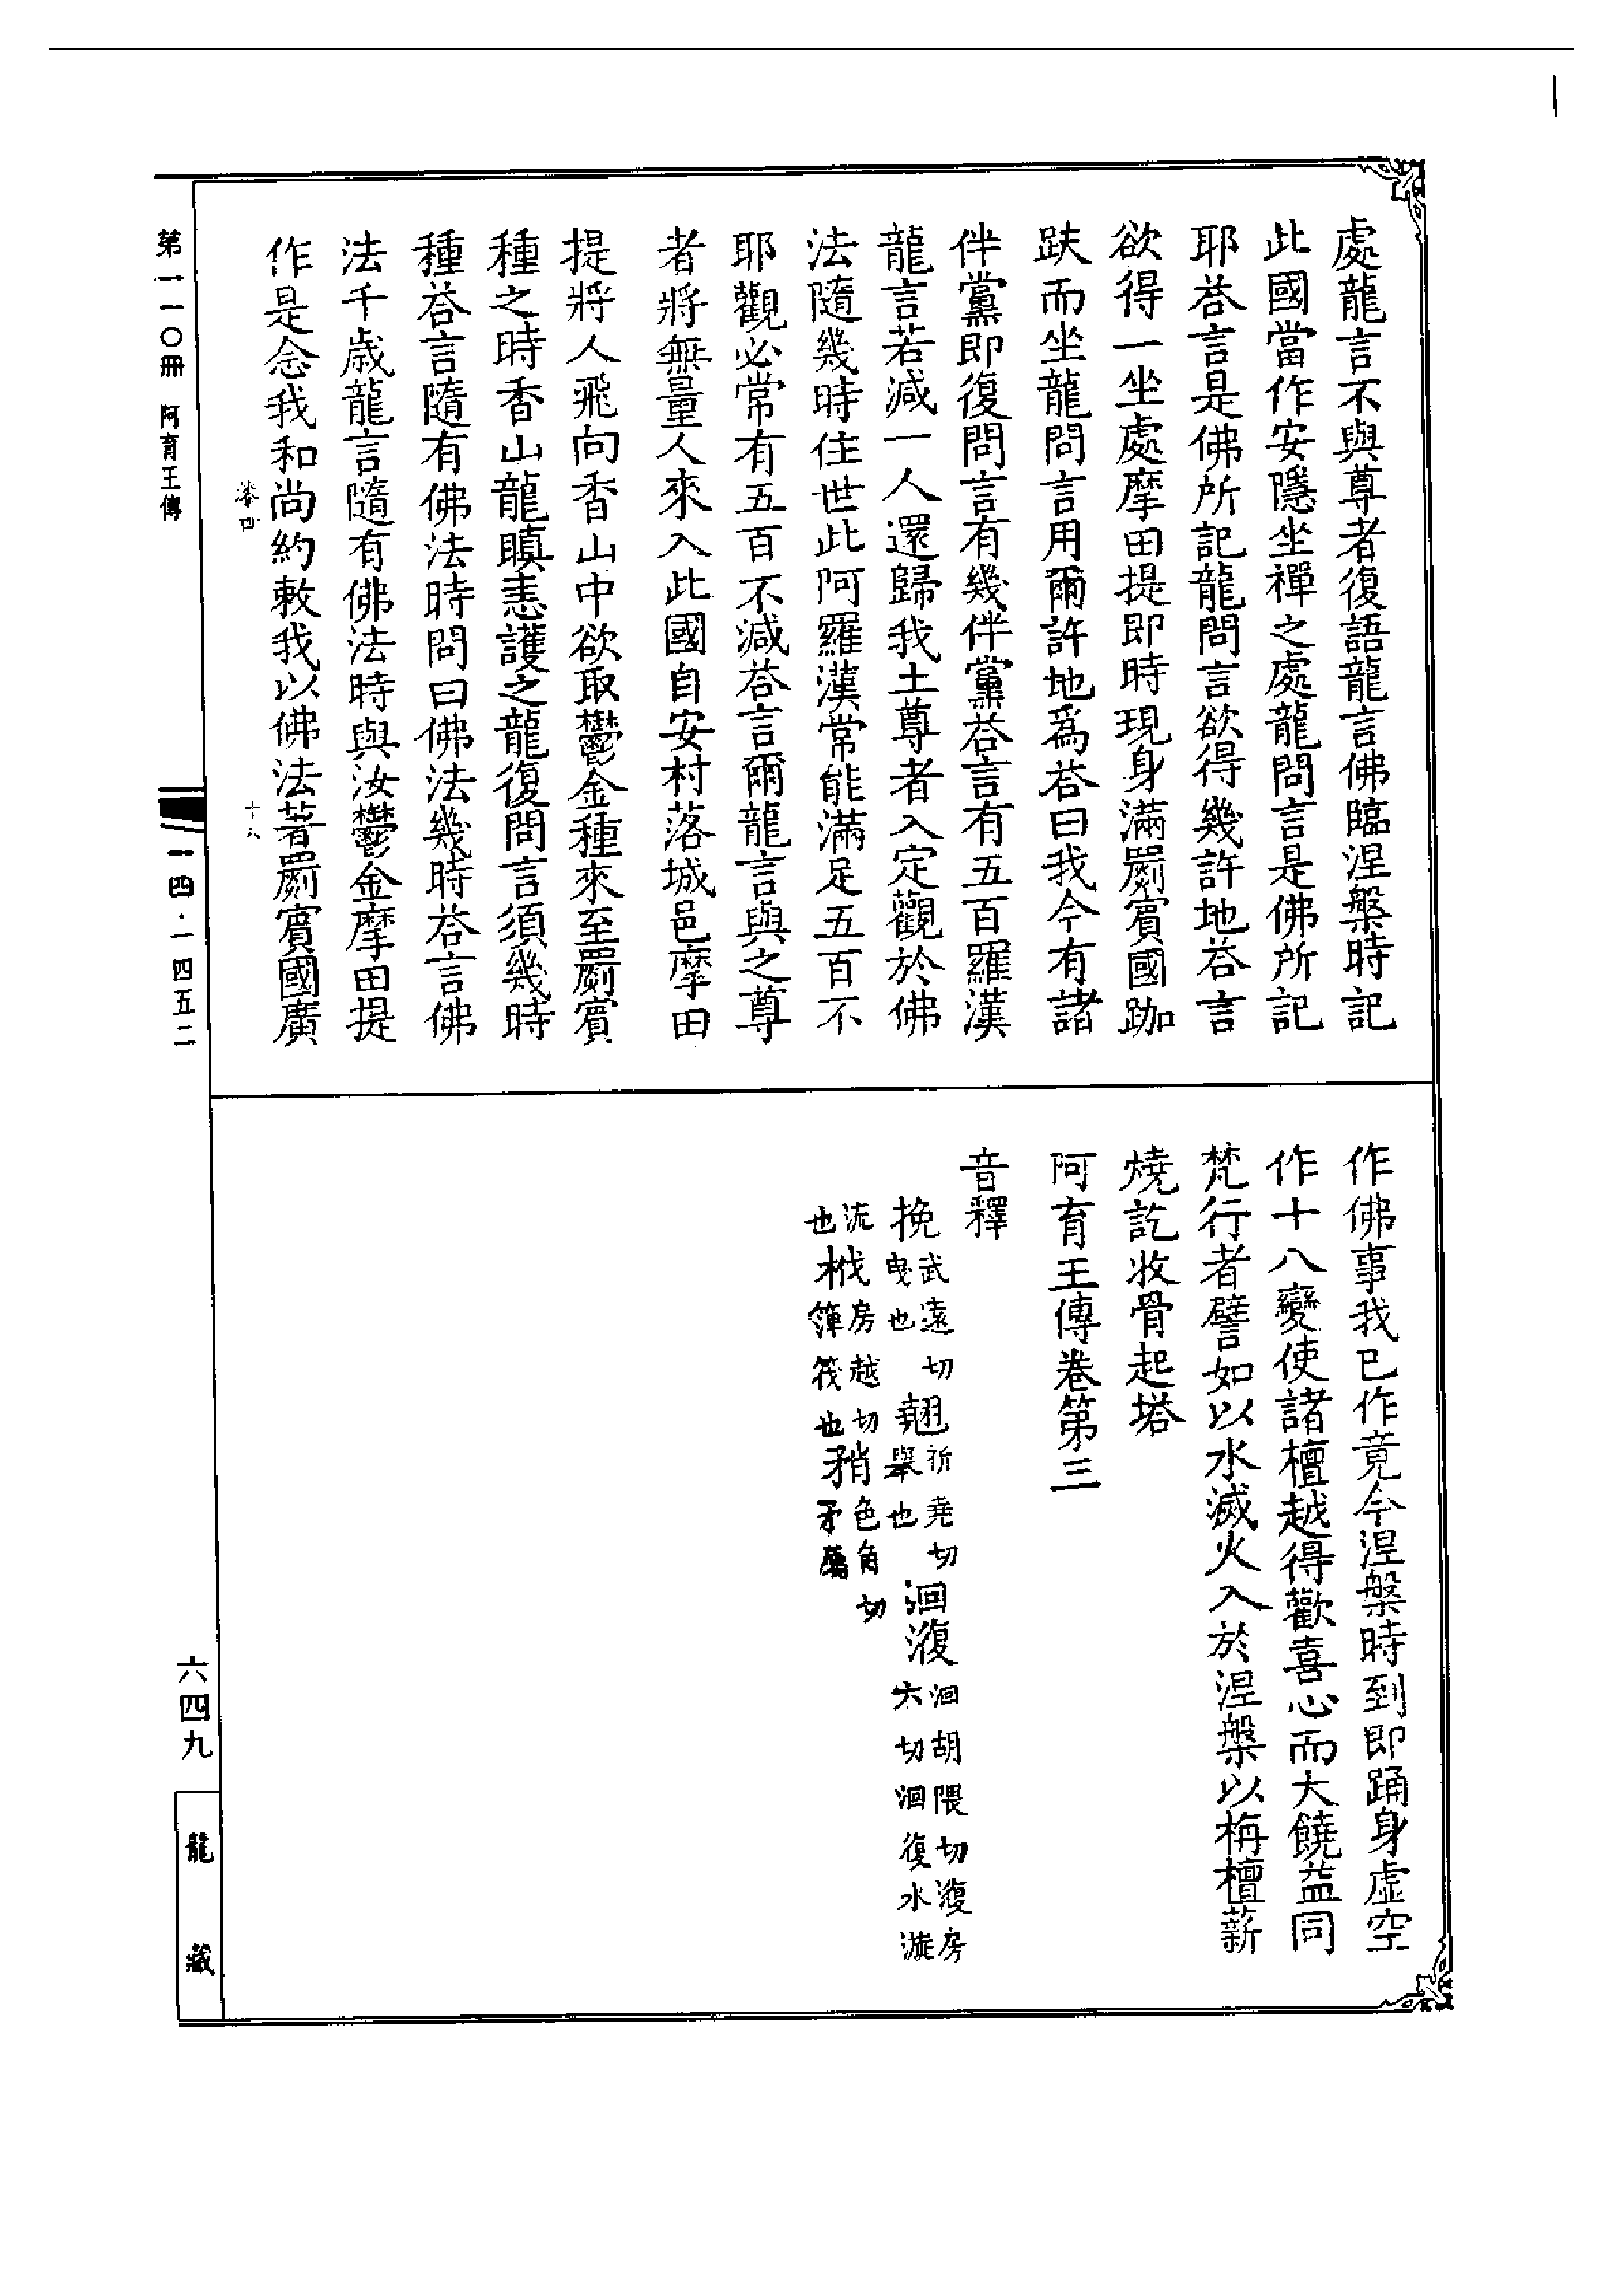 處龍言不與尊者復語龍言佛臨涅槃時記
此國當作安隱坐禪之處龍問言是佛所記
耶荅言是佛所記龍問言欲得幾許地荅言
欲得一坐處摩田提即時現身滿罽賓國跏
趺而坐龍問言用爾許地爲荅曰我今有諸
伴黨即復問言有幾伴黨荅言有五百羅漢
龍言若減一人還歸我土尊者入定觀於佛
法隨幾時住世此阿羅漢常能滿足五百不
耶觀必常有五百不減荅言爾龍言與之尊
者將無量人來入此國自安村落城邑摩田
提將人飛向香山中欲取鬱金種來至罽賓
種之時香山龍瞋恚護之龍復問言須幾時
種荅言隨有佛法時問曰佛法幾時荅言佛
法千歲龍言隨有佛法時與汝鬱金摩田提
作是念我和尚約敕我以佛法著罽賓國廣
作佛事我已作竟今涅槃時到即踊身虛空
作十八變使諸檀越得歡喜心而大饒益同
梵行者譬如以水滅火入於涅槃以栴檀薪
燒訖收骨起塔
阿育王傳卷第三
音釋
挽武遠切曳也 翹祈堯切舉也 洄澓洄胡隈切澓房六切洄復水漩
流也 栰房越切簰筏也 矟色角切矛屬
第一一〇冊 阿育王傳
卷四
十八
一四·一四五二
六四九
龍藏